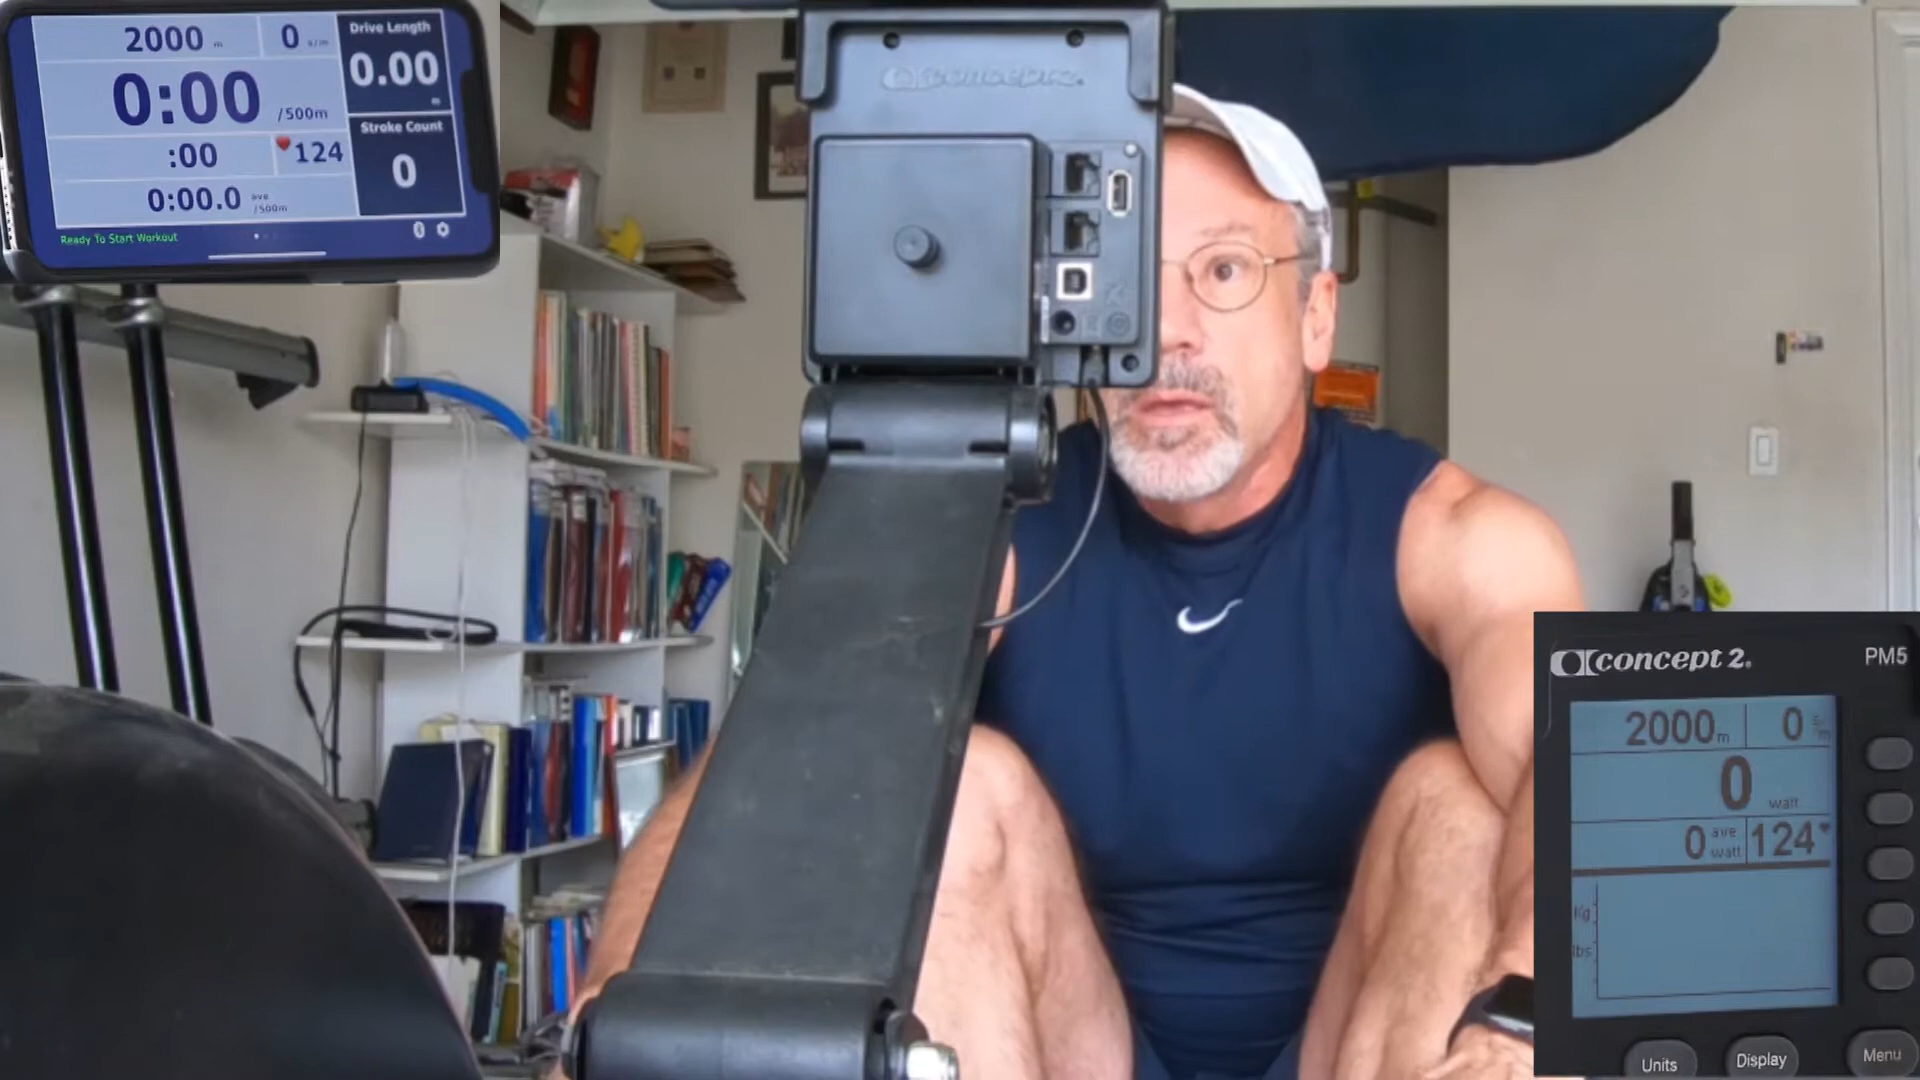 2000 m 0 s/m
Drive Length
0.00
m
0:00 /500m
Stroke Count
0
:00 124
0:00.0 ave /500m
Ready To Start Workout
concept2.
concept 2. PM5
2000 m 0
0 watt
0 ave watt 124
Kg
lbs
Units Display Menu